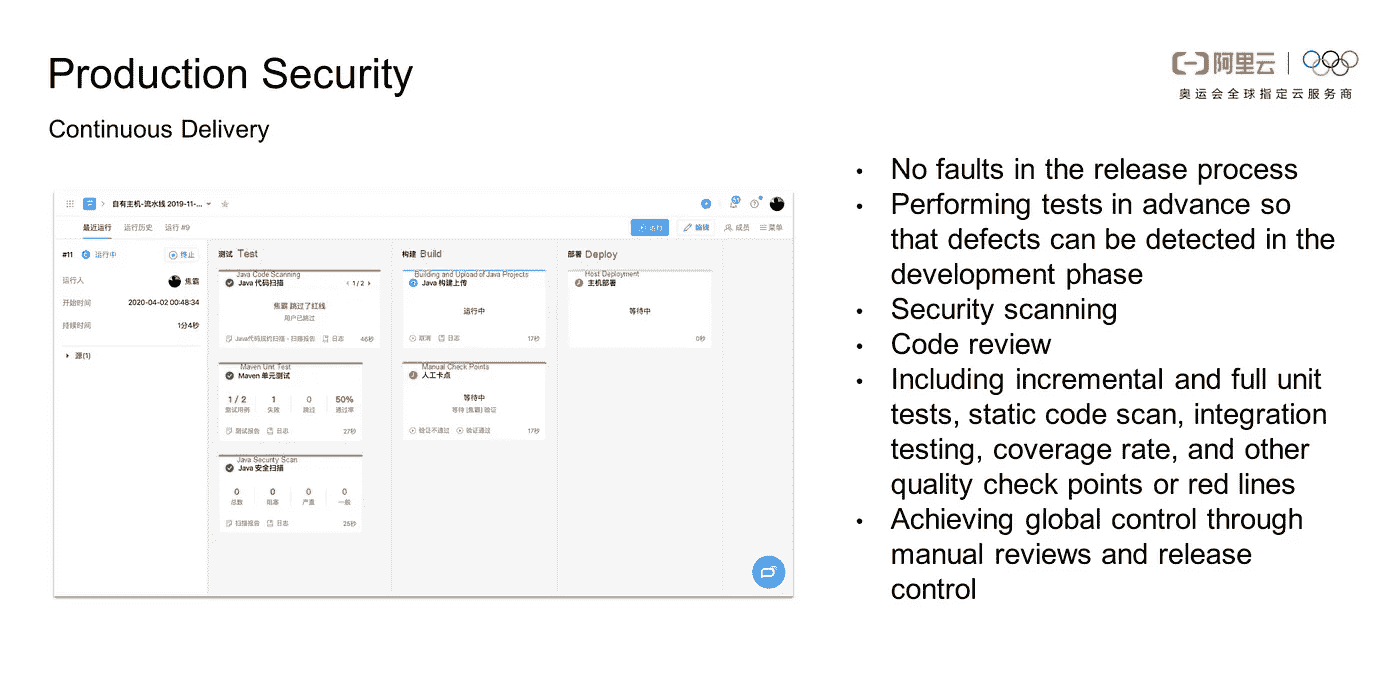 Production Security
阿里云
奥运会全球指定云服务商
Continuous Delivery
自有主机-流水线 2019-11-...
最近运行 运行历史 运行 #9
运行 编辑 成员 菜单
#11 运行中 终止
运行人 焦霸
开始时间 2020-04-02 00:48:34
持续时间 1分4秒
源(1)
测试 Test
Java Code Scanning
Java 代码扫描 1/2
焦霸 跳过了红线
用户已跳过
Java代码规约扫描 - 扫描报告 日志 46秒
Maven Unit Test
Maven 单元测试
1 / 2 1 0 50%
测试用例 失败 跳过 通过率
测试报告 日志 27秒
Java Security Scan
Java 安全扫描
0 0 0 0
总数 阻塞 严重 一般
扫描报告 日志 25秒
构建 Build
Building and Upload of Java Projects
Java 构建上传
运行中
取消 日志 17秒
Manual Check Points
人工卡点
等待中
等待 [焦霸] 验证
验证不通过 验证通过 17秒
部署 Deploy
Host Deployment
主机部署
等待中
0秒
• No faults in the release process
• Performing tests in advance so
that defects can be detected in the
development phase
• Security scanning
• Code review
• Including incremental and full unit
tests, static code scan, integration
testing, coverage rate, and other
quality check points or red lines
• Achieving global control through
manual reviews and release
control